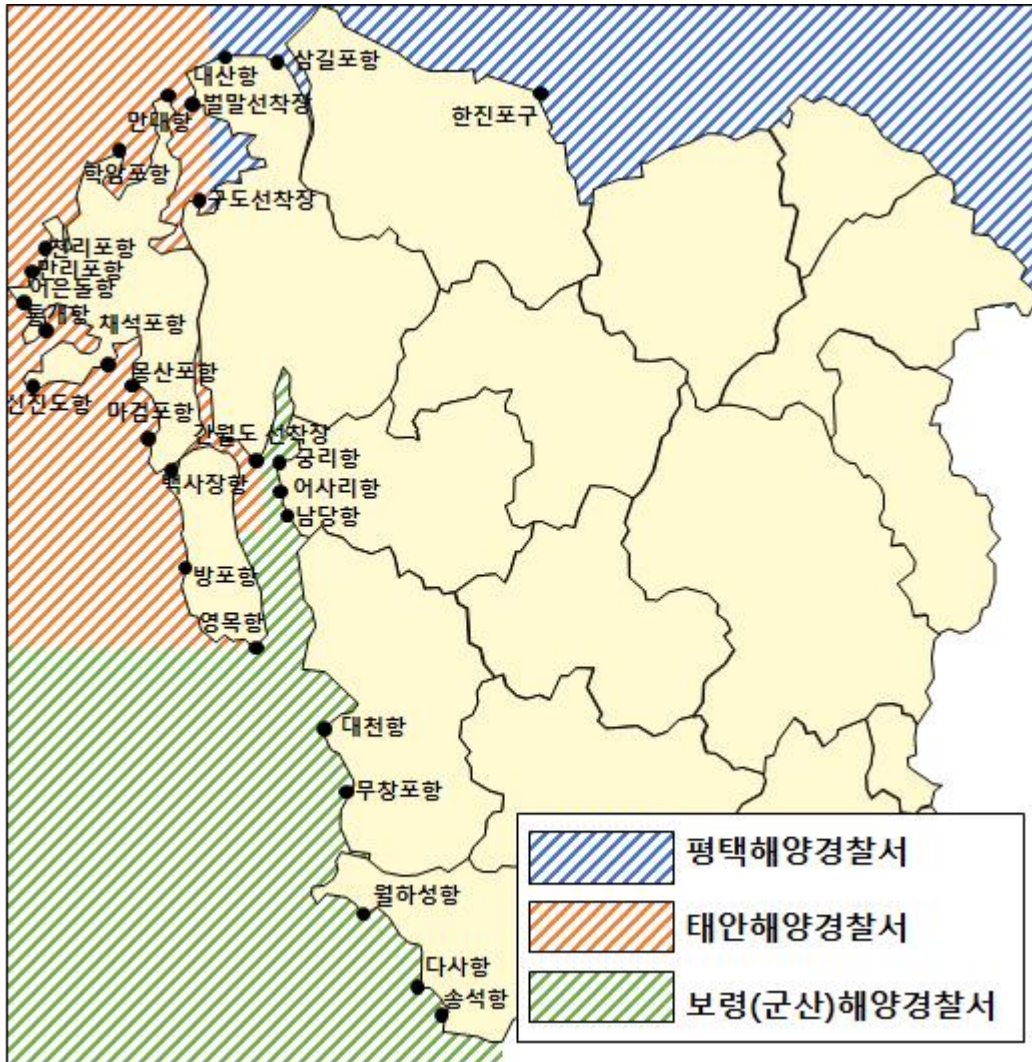 삼길포항
대산항
벌말선착장
한진포구
만대항
학암포항
구도선착장
천리포항
만리포항
어은돌항
통개항
채석포항
몽산포항
신진도항
마검포항
간월도 선착장
궁리항
백사장항
어사리항
남당항
방포항
영목항
대천항
무창포항
평택해양경찰서
월하성항
태안해양경찰서
다사항
송석항
보령(군산)해양경찰서